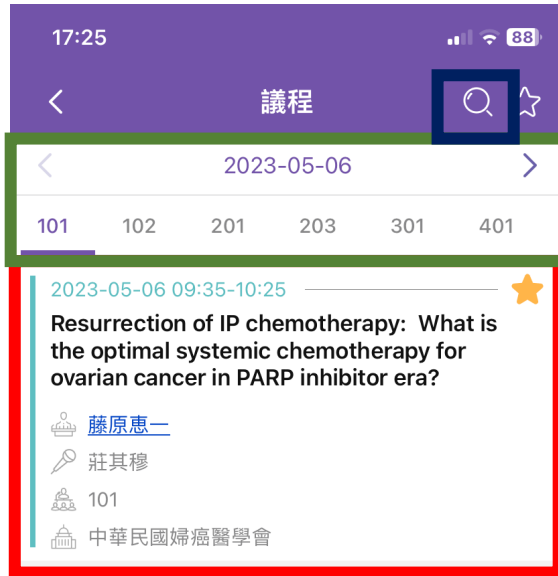 17:25
88
議程
2023-05-06
101 102 201 203 301 401
2023-05-06 09:35-10:25
Resurrection of IP chemotherapy: What is
the optimal systemic chemotherapy for
ovarian cancer in PARP inhibitor era?
藤原恵一
莊其穆
101
中華民國婦癌醫學會